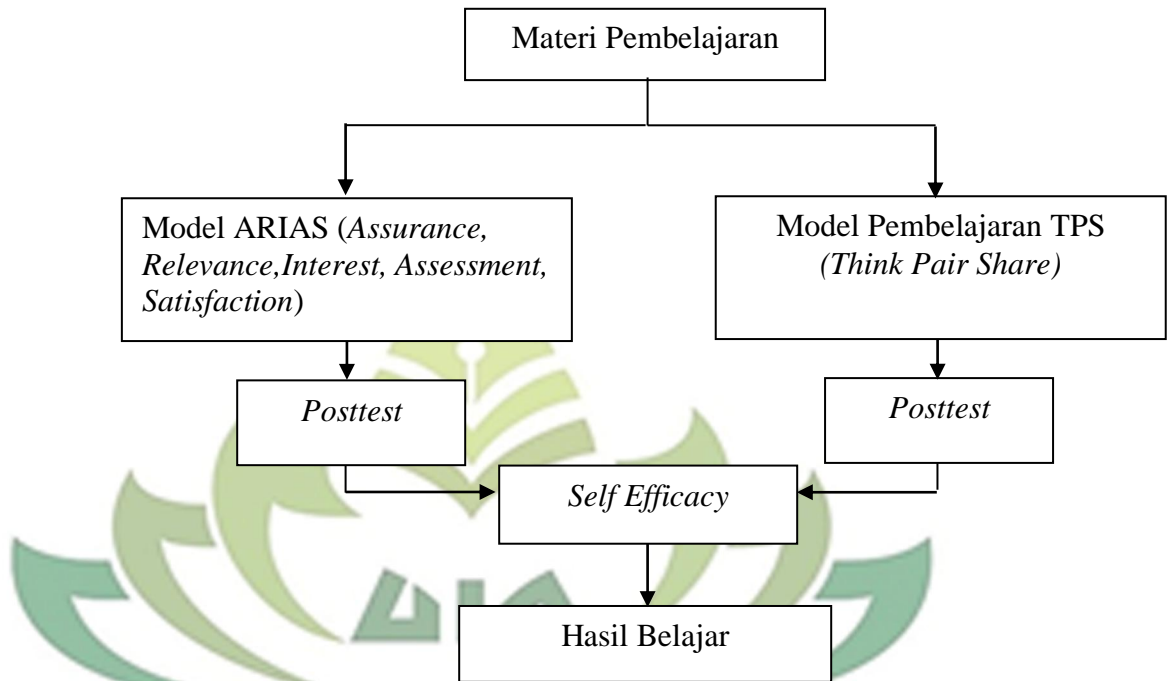 Materi Pembelajaran
Model ARIAS (Assurance,
Relevance,Interest, Assessment,
Satisfaction)
Model Pembelajaran TPS
(Think Pair Share)
Posttest
Posttest
Self Efficacy
Hasil Belajar